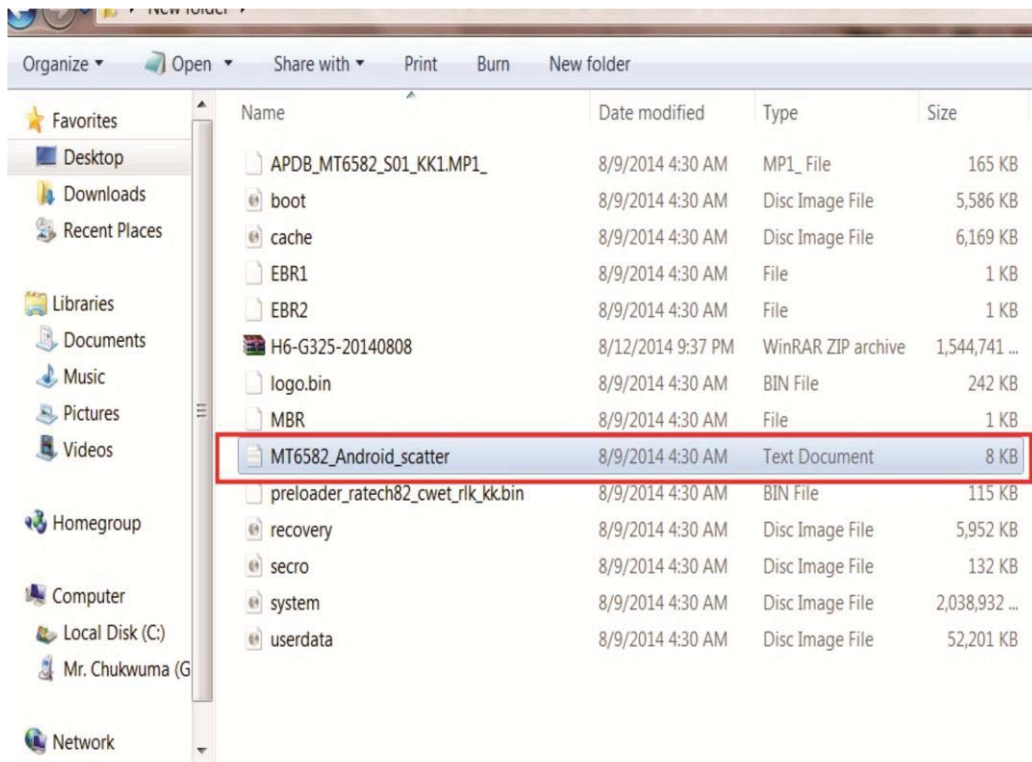 New folder
Organize Open Share with Print Burn New folder
Favorites
Desktop
Downloads
Recent Places
Libraries
Documents
Music
Pictures
Videos
Homegroup
Computer
Local Disk (C:)
Mr. Chukwuma (G
Network
Name Date modified Type Size
APDB_MT6582_S01_KK1.MP1_ 8/9/2014 4:30 AM MP1_ File 165 KB
boot 8/9/2014 4:30 AM Disc Image File 5,586 KB
cache 8/9/2014 4:30 AM Disc Image File 6,169 KB
EBR1 8/9/2014 4:30 AM File 1 KB
EBR2 8/9/2014 4:30 AM File 1 KB
H6-G325-20140808 8/12/2014 9:37 PM WinRAR ZIP archive 1,544,741 ...
logo.bin 8/9/2014 4:30 AM BIN File 242 KB
MBR 8/9/2014 4:30 AM File 1 KB
MT6582_Android_scatter 8/9/2014 4:30 AM Text Document 8 KB
preloader_ratech82_cwet_rlk_kk.bin 8/9/2014 4:30 AM BIN File 115 KB
recovery 8/9/2014 4:30 AM Disc Image File 5,952 KB
secro 8/9/2014 4:30 AM Disc Image File 132 KB
system 8/9/2014 4:30 AM Disc Image File 2,038,932 ...
userdata 8/9/2014 4:30 AM Disc Image File 52,201 KB